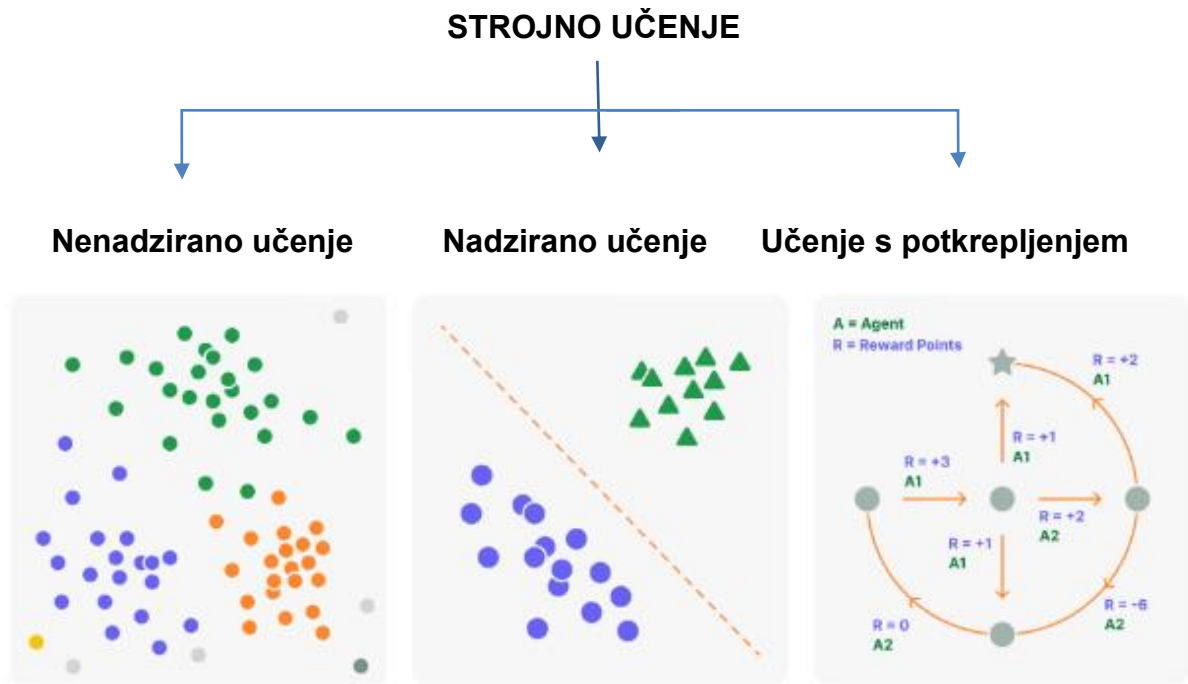 STROJNO UČENJE
Nenadzirano učenje
Nadzirano učenje
Učenje s potkrepljenjem
A = Agent
R = Reward Points
R = +2
A1
R = +1
A1
R = +3
A1
R = +2
A2
R = +1
A1
R = -6
A2
R = 0
A2